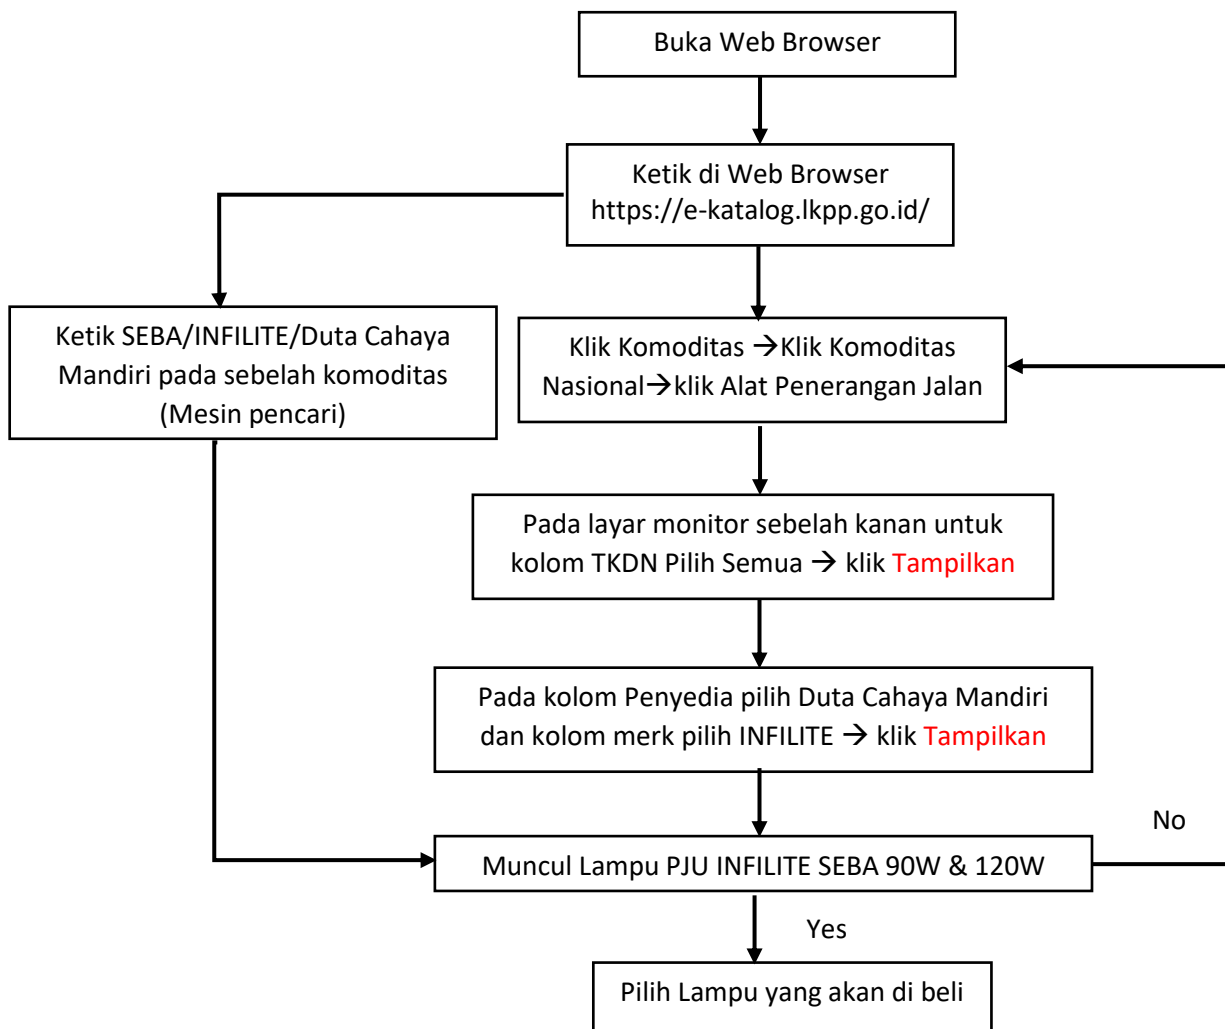 Buka Web Browser
Ketik di Web Browser
https://e-katalog.lkpp.go.id/
Ketik SEBA/INFILITE/Duta Cahaya
Mandiri pada sebelah komoditas
(Mesin pencari)
Klik Komoditas →Klik Komoditas
Nasional→klik Alat Penerangan Jalan
Pada layar monitor sebelah kanan untuk
kolom TKDN Pilih Semua → klik Tampilkan
Pada kolom Penyedia pilih Duta Cahaya Mandiri
dan kolom merk pilih INFILITE → klik Tampilkan
No
Muncul Lampu PJU INFILITE SEBA 90W & 120W
Yes
Pilih Lampu yang akan di beli